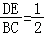 DE/BC = 1/2